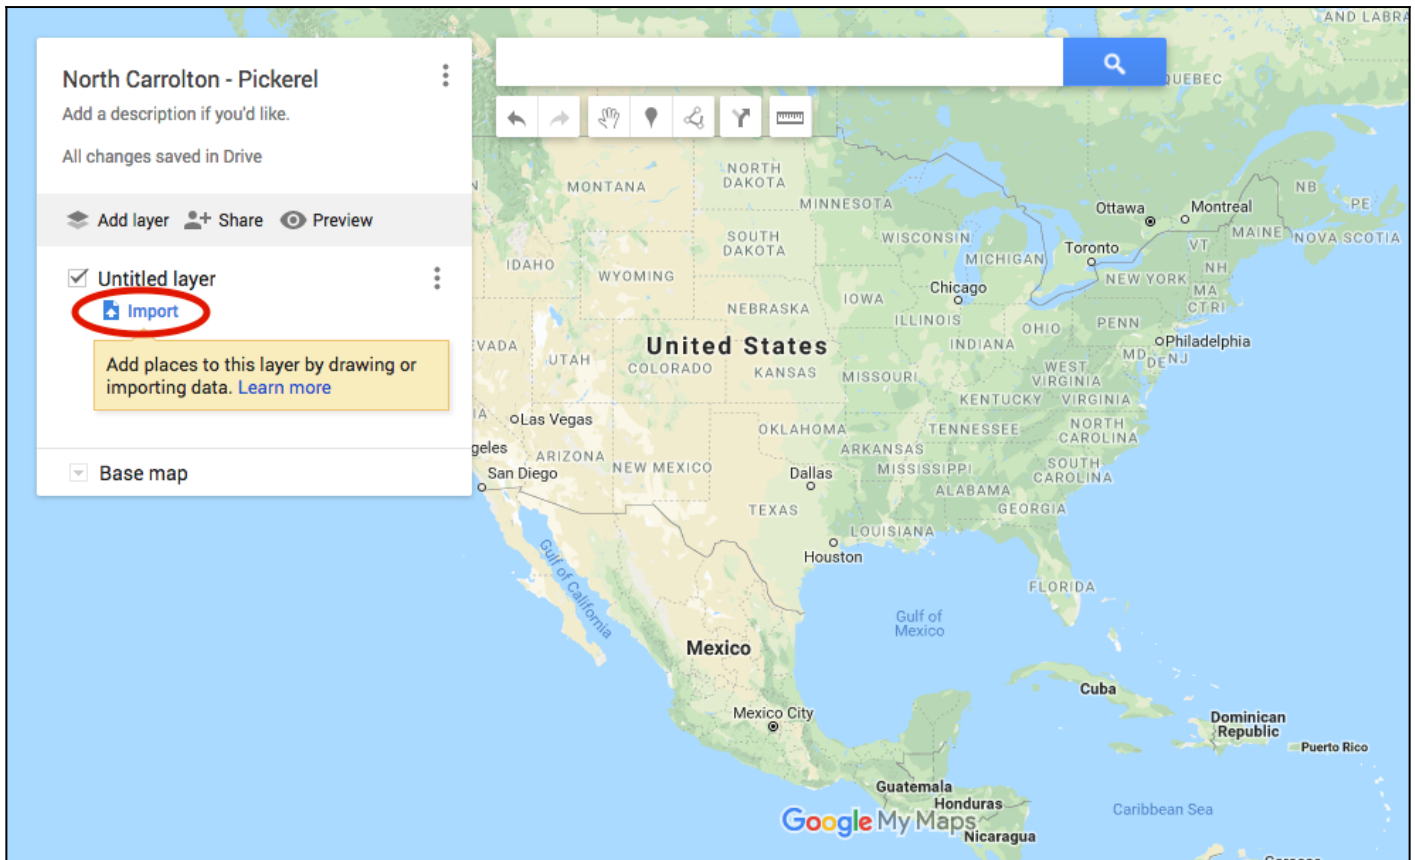 North Carrolton - Pickerel
Add a description if you'd like.
All changes saved in Drive
Add layer Share Preview
Untitled layer
Import
Add places to this layer by drawing or
importing data. Learn more
Base map
AND LABRA
QUEBEC
NORTH
DAKOTA
MONTANA
MINNESOTA
NB
PE
Ottawa
Montreal
SOUTH
DAKOTA
WISCONSIN
MICHIGAN
Toronto
VT
MAINE
NOVA SCOTIA
IDAHO
WYOMING
NH
NEW YORK
MA
CT RI
Chicago
IOWA
NEBRASKA
ILLINOIS
INDIANA
OHIO
PENN
Philadelphia
MD
DE
NJ
VADA
UTAH
United States
COLORADO
KANSAS
MISSOURI
WEST
VIRGINIA
KENTUCKY
VIRGINIA
IA
Las Vegas
OKLAHOMA
TENNESSEE
NORTH
CAROLINA
geles
ARIZONA
NEW MEXICO
ARKANSAS
San Diego
Dallas
MISSISSIPPI
SOUTH
CAROLINA
ALABAMA
GEORGIA
TEXAS
LOUISIANA
Houston
Gulf of California
FLORIDA
Gulf of
Mexico
Mexico
Cuba
Mexico City
Dominican
Republic
Puerto Rico
Guatemala
Honduras
Caribbean Sea
Google My Maps
Nicaragua